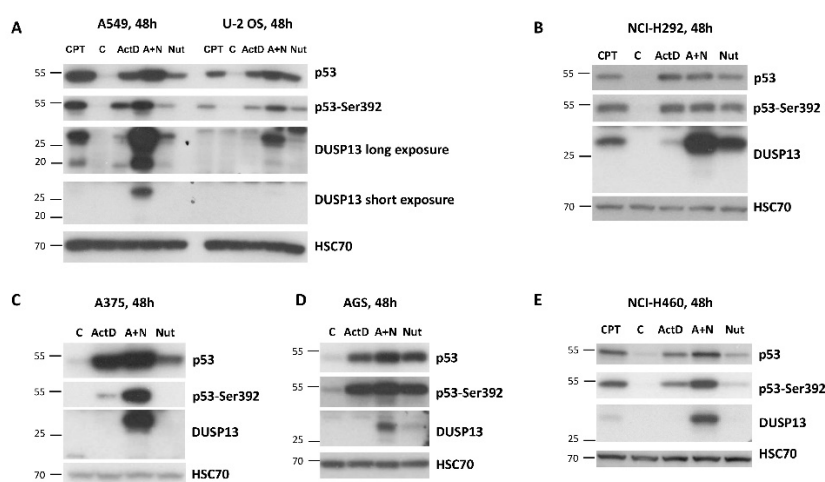 A
A549, 48h
U-2 OS, 48h
CPT C ActD A+N Nut CPT C ActD A+N Nut
55 p53
55 p53-Ser392
25
20
DUSP13 long exposure
25
20
DUSP13 short exposure
70 HSC70
B
NCI-H292, 48h
CPT C ActD A+N Nut
55 p53
55 p53-Ser392
25 DUSP13
70 HSC70
C
A375, 48h
C ActD A+N Nut
55 p53
55 p53-Ser392
25 DUSP13
70 HSC70
D
AGS, 48h
C ActD A+N Nut
55 p53
55 p53-Ser392
25 DUSP13
70 HSC70
E
NCI-H460, 48h
CPT C ActD A+N Nut
55 p53
55 p53-Ser392
25 DUSP13
70 HSC70